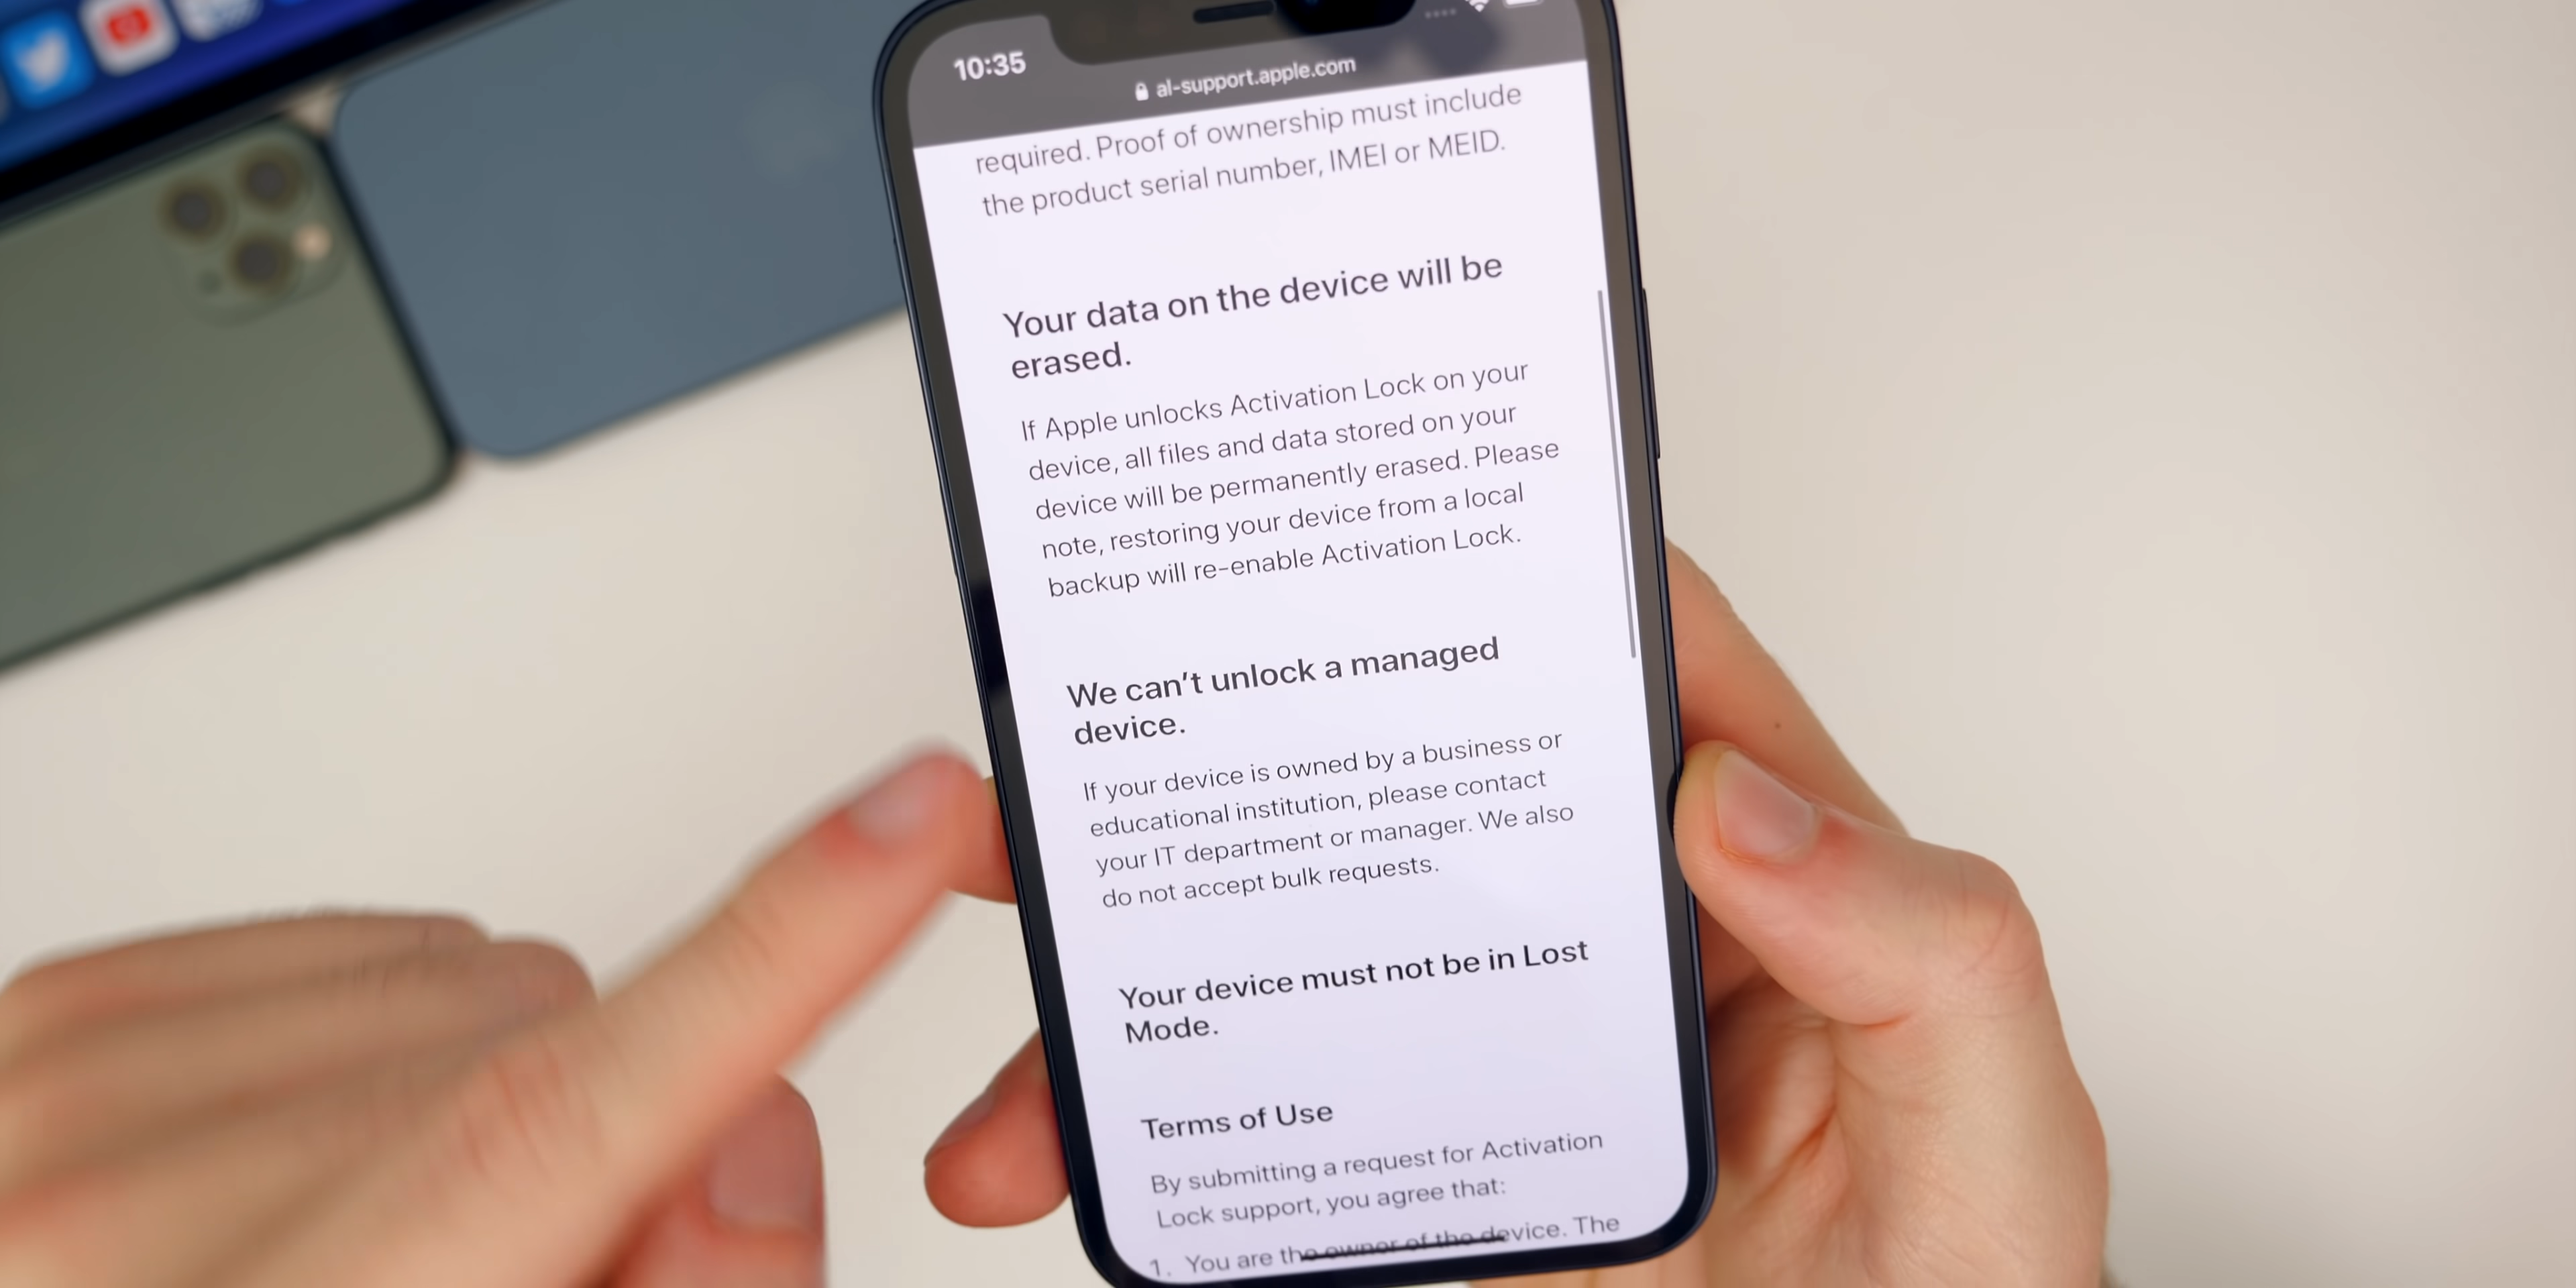 10:35
al-support.apple.com
required. Proof of ownership must include
the product serial number, IMEI or MEID.
Your data on the device will be
erased.
If Apple unlocks Activation Lock on your
device, all files and data stored on your
device will be permanently erased. Please
note, restoring your device from a local
backup will re-enable Activation Lock.
We can’t unlock a managed
device.
If your device is owned by a business or
educational institution, please contact
your IT department or manager. We also
do not accept bulk requests.
Your device must not be in Lost
Mode.
Terms of Use
By submitting a request for Activation
Lock support, you agree that:
1. You are the owner of the device. The